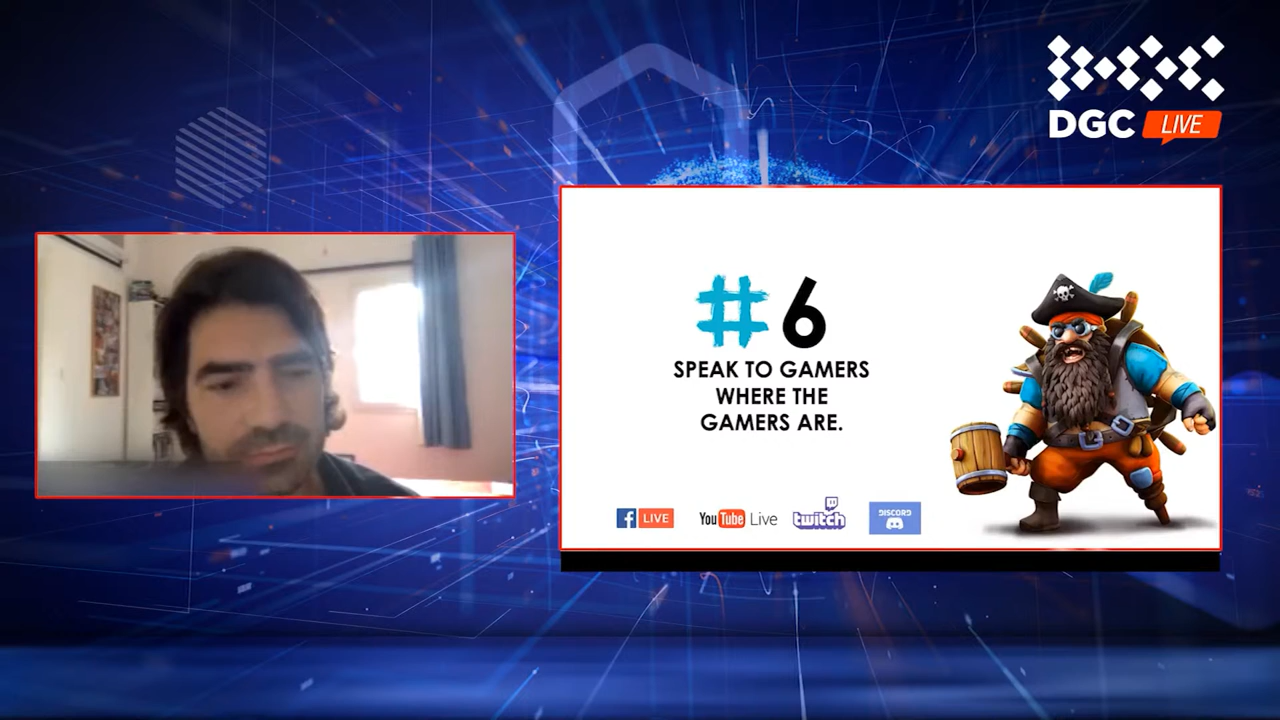 DGC LIVE
#6
SPEAK TO GAMERS
WHERE THE
GAMERS ARE.
f LIVE
YouTube Live
twitch
DISCORD